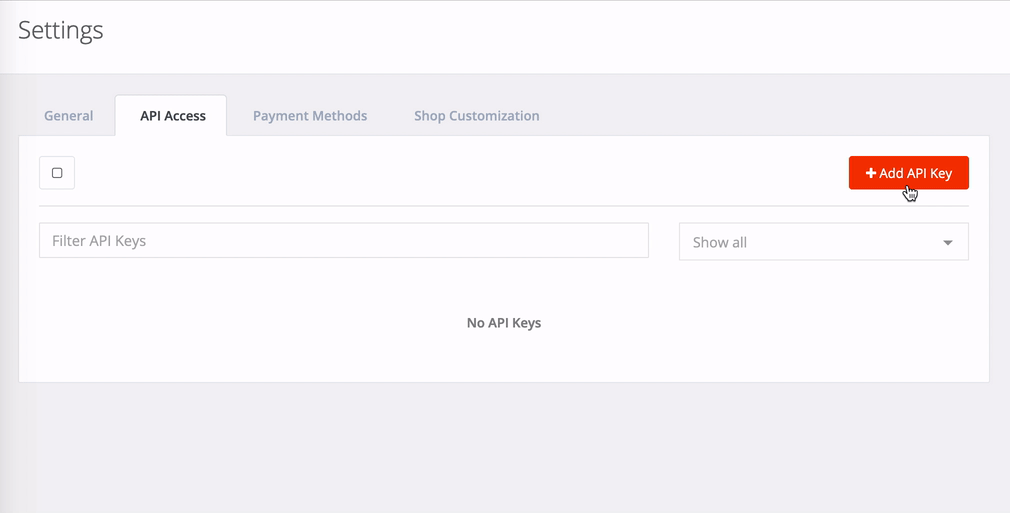 Settings
General API Access Payment Methods Shop Customization
+ Add API Key
Filter API Keys Show all
No API Keys